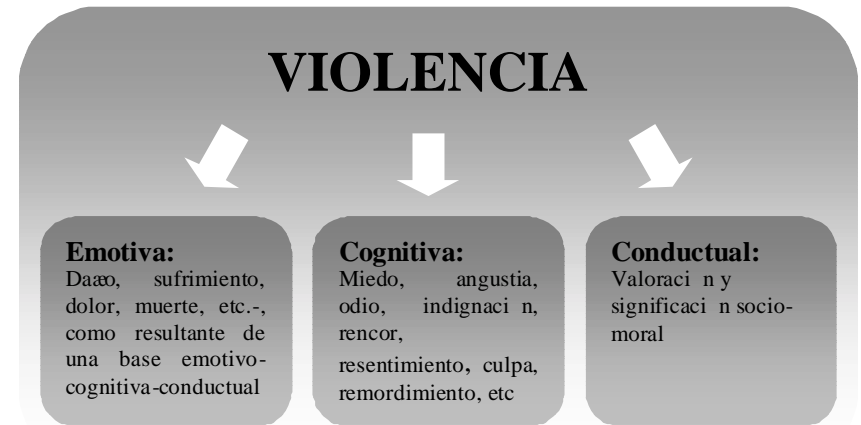 VIOLENCIA
Emotiva:
Daæo, sufrimiento,
dolor, muerte, etc.-,
como resultante de
una base emotivo-
cognitiva-conductual
Cognitiva:
Miedo, angustia,
odio, indignaci n,
rencor,
resentimiento, culpa,
remordimiento, etc
Conductual:
Valoraci n y
significaci n socio-
moral